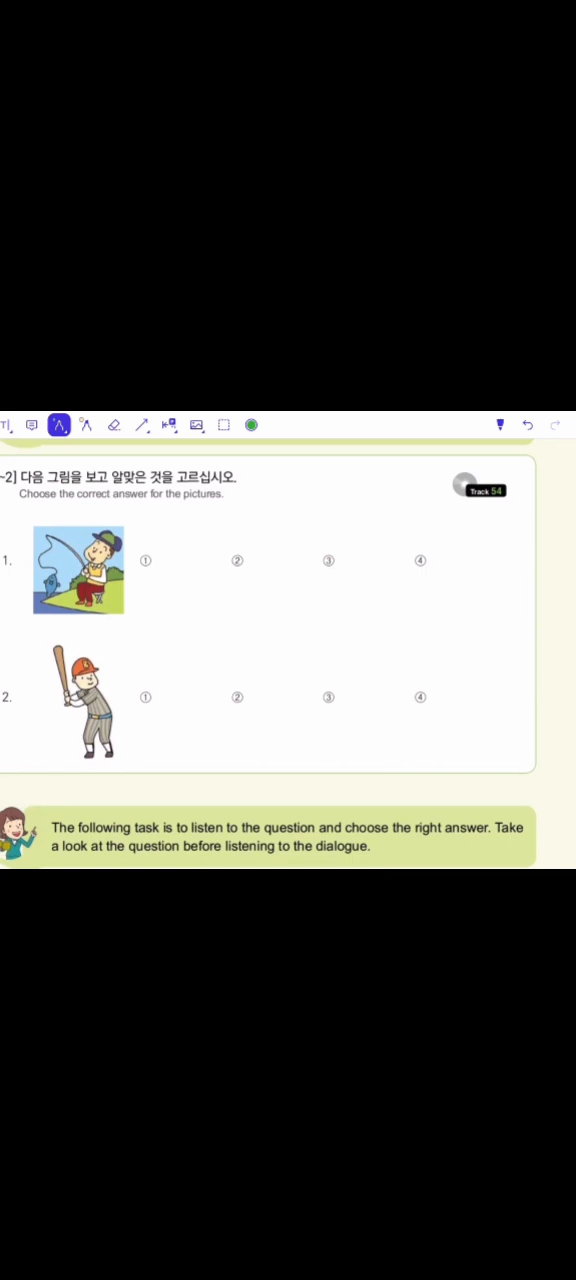 T|
~2] 다음 그림을 보고 알맞은 것을 고르십시오.
Choose the correct answer for the pictures.
Track 54
1. ① ② ③ ④
2. ① ② ③ ④
The following task is to listen to the question and choose the right answer. Take
a look at the question before listening to the dialogue.